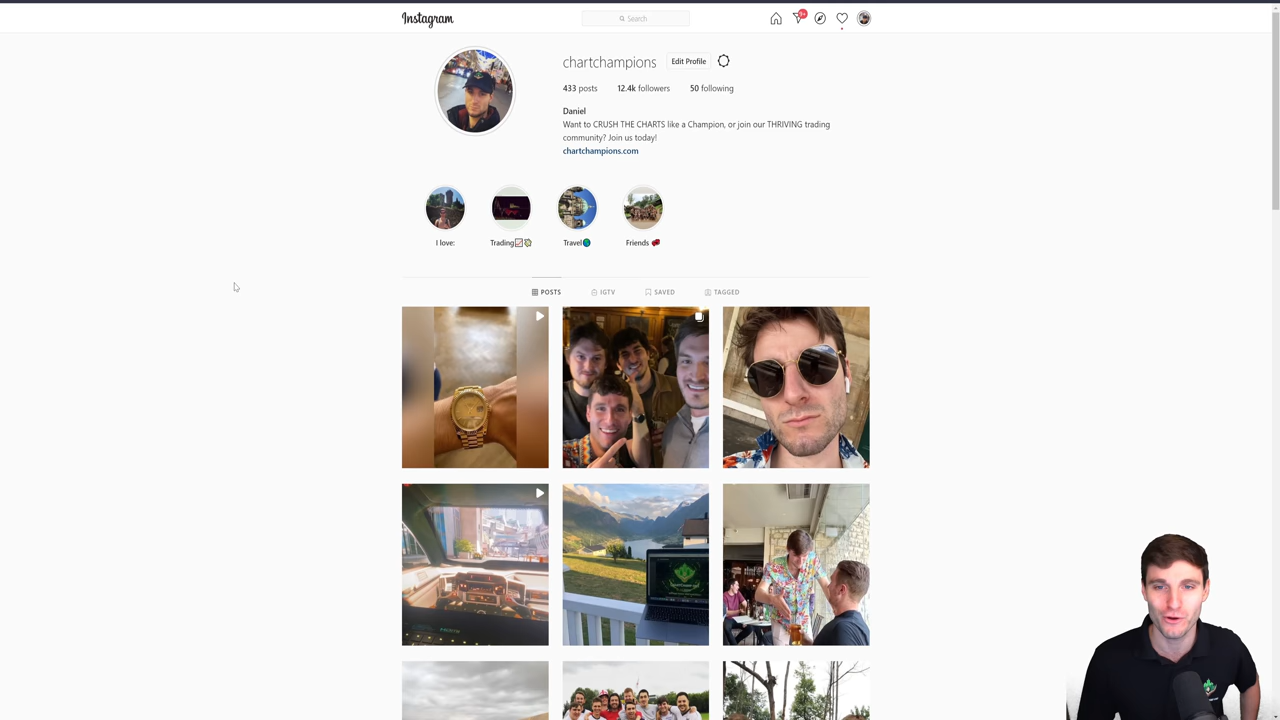 Instagram
Search
9+
chartchampions
Edit Profile
433 posts
12.4k followers
50 following
Daniel
Want to CRUSH THE CHARTS like a Champion, or join our THRIVING trading
community? Join us today!
chartchampions.com
I love:
Trading📈💸
Travel🌍
Friends
POSTS
IGTV
SAVED
TAGGED